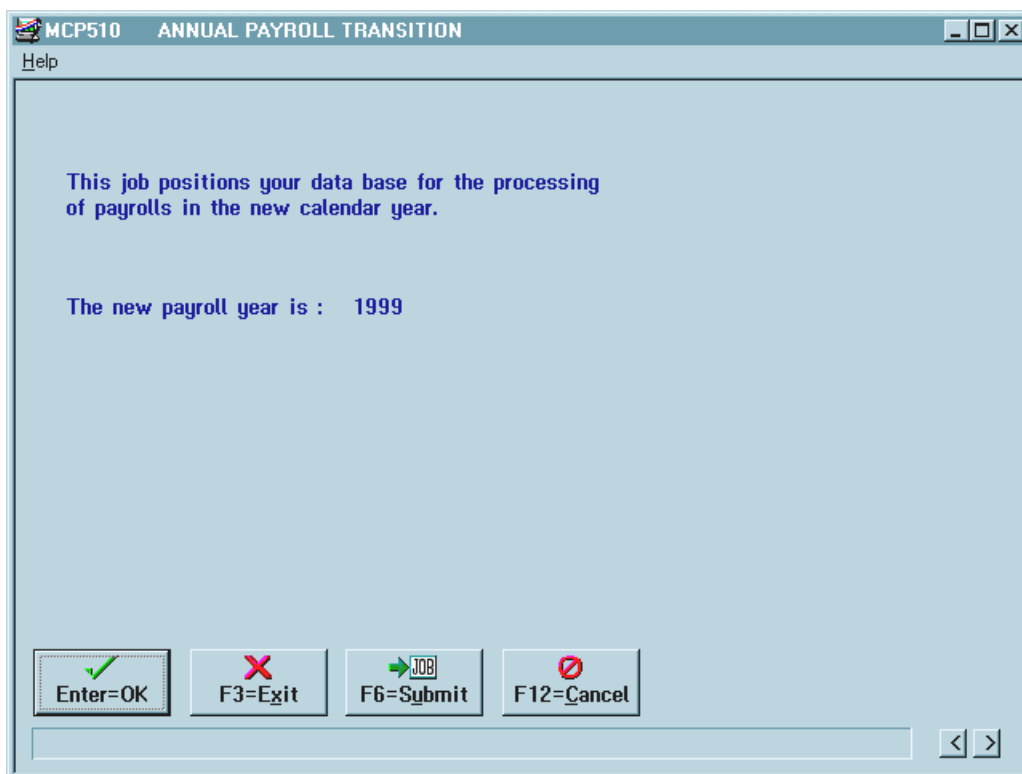 MCP510 ANNUAL PAYROLL TRANSITION
Help
This job positions your data base for the processing
of payrolls in the new calendar year.
The new payroll year is : 1999
JOB
Enter=OK F3=Exit F6=Submit F12=Cancel
< >